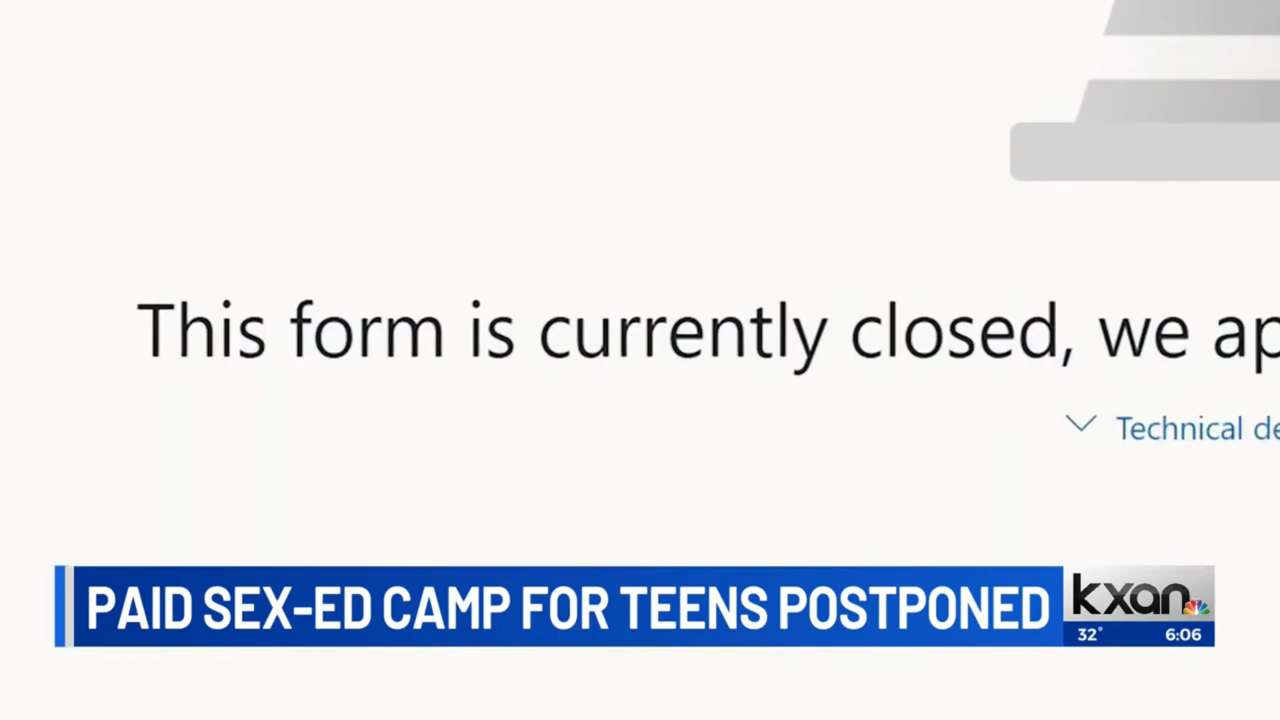 This form is currently closed, we ap
Technical de
PAID SEX-ED CAMP FOR TEENS POSTPONED
kxan
32°
6:06